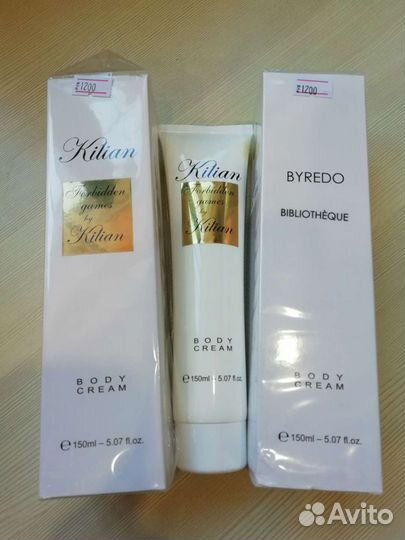 ≡1200
Kilian
Forbidden
games
by
Kilian
BODY
CREAM
℮150ml – 5.07 fl.oz.
Kilian
Forbidden
games
by
Kilian
BODY
CREAM
℮150ml – 5.07 fl.oz.
≡1200
BYREDO
BIBLIOTHÈQUE
BODY
CREAM
℮150ml – 5.07 fl.oz.
Avito